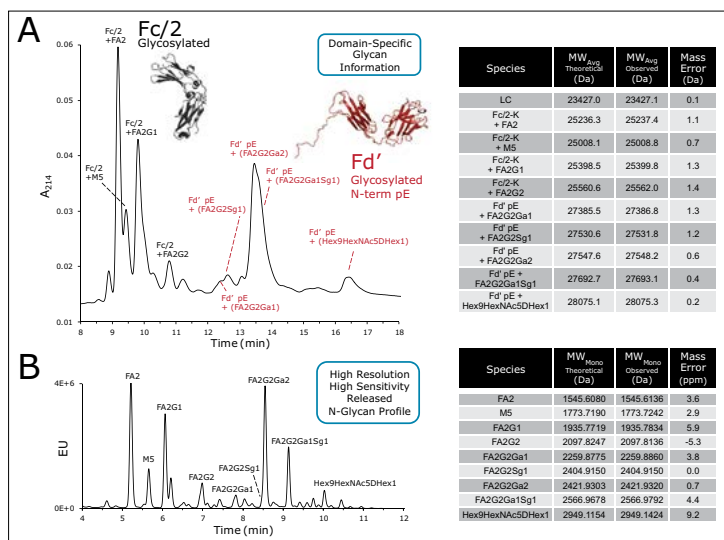 A
Fc/2
Glycosylated
Domain-Specific
Glycan
Information
Fc/2
+FA2
Fc/2
+FA2G1
Fc/2
+M5
Fc/2
+FA2G2
Fd' pE
+ (FA2G2Ga2)
Fd' pE
+ (FA2G2Ga1Sg1)
Fd' pE
+ (FA2G2Sg1)
Fd'
Glycosylated
N-term pE
Fd' pE
+ (Hex9HexNAc5DHex1)
Fd' pE
+ (FA2G2Ga1)
A214
0.06
0.05
0.04
0.03
0.02
0.01
8 9 10 11 12 13 14 15 16 17 18
Time (min)
Species MWAvg Theoretical (Da) MWAvg Observed (Da) Mass Error (Da)
LC 23427.0 23427.1 0.1
Fc/2-K + FA2 25236.3 25237.4 1.1
Fc/2-K + M5 25008.1 25008.8 0.7
Fc/2-K + FA2G1 25398.5 25399.8 1.3
Fc/2-K + FA2G2 25560.6 25562.0 1.4
Fd' pE + FA2G2Ga1 27385.5 27386.8 1.3
Fd' pE + FA2G2Sg1 27530.6 27531.8 1.2
Fd' pE + FA2G2Ga2 27547.6 27548.2 0.6
Fd' pE + FA2G2Ga1Sg1 27692.7 27693.1 0.4
Fd' pE + Hex9HexNAc5DHex1 28075.1 28075.3 0.2
B
High Resolution
High Sensitivity
Released
N-Glycan Profile
FA2
M5
FA2G1
FA2G2
FA2G2Ga1
FA2G2Sg1
FA2G2Ga2
FA2G2Ga1Sg1
Hex9HexNAc5DHex1
EU
4E+6
0E+0
4 5 6 7 8 9 10 11 12
Time (min)
Species MWMono Theoretical (Da) MWMono Observed (Da) Mass Error (ppm)
FA2 1545.6080 1545.6136 3.6
M5 1773.7190 1773.7242 2.9
FA2G1 1935.7719 1935.7834 5.9
FA2G2 2097.8247 2097.8136 -5.3
FA2G2Ga1 2259.8775 2259.8860 3.8
FA2G2Sg1 2404.9150 2404.9150 0.0
FA2G2Ga2 2421.9303 2421.9320 0.7
FA2G2Ga1Sg1 2566.9678 2566.9792 4.4
Hex9HexNAc5DHex1 2949.1154 2949.1424 9.2